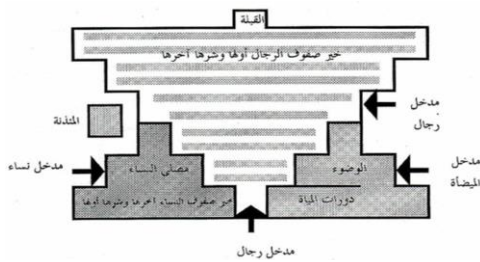 القبلة
خير صفوف الرجال أولها وشرها آخرها
مدخل
رجال
المئذنة
مدخل نساء
مصلى النساء
الوضوء
مدخل
الميضأة
خير صفوف النساء آخرها وشرها أولها
دورات المياة
مدخل رجال